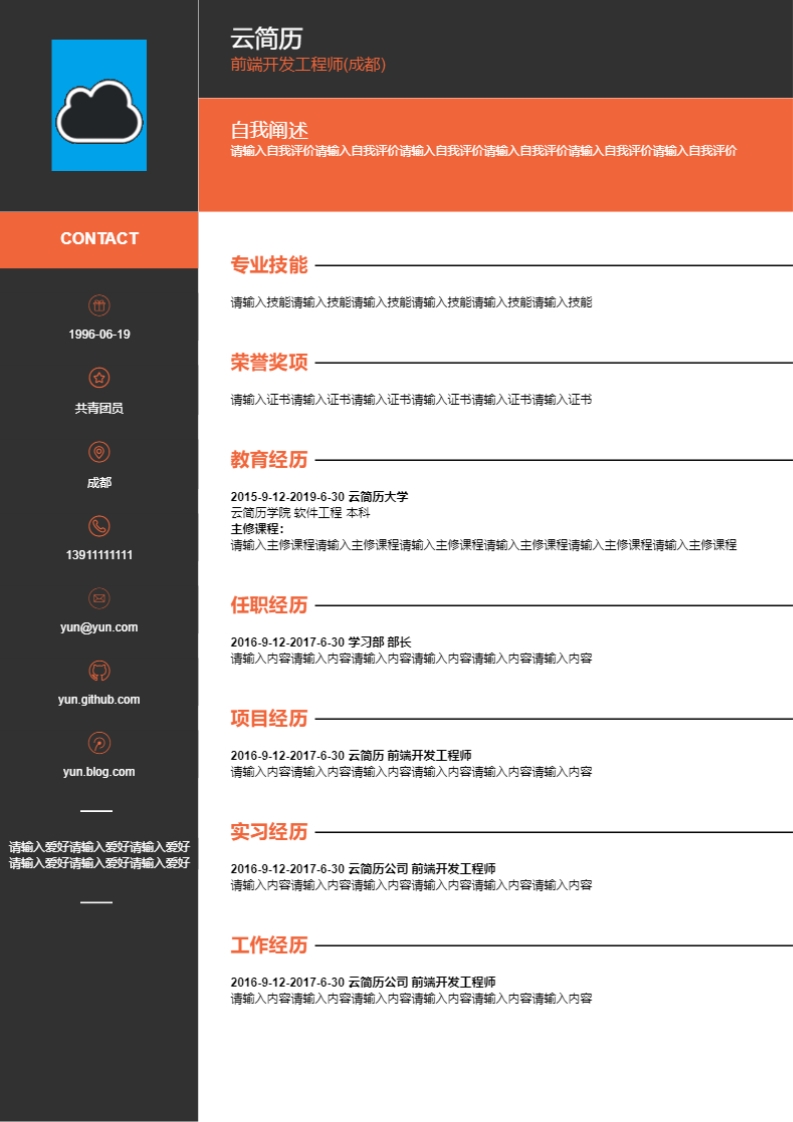 云简历
前端开发工程师(成都)
自我阐述
请输入自我评价请输入自我评价请输入自我评价请输入自我评价请输入自我评价请输入自我评价
CONTACT
1996-06-19
共青团员
成都
13911111111
yun@yun.com
yun.github.com
yun.blog.com
请输入爱好请输入爱好请输入爱好
请输入爱好请输入爱好请输入爱好
专业技能
请输入技能请输入技能请输入技能请输入技能请输入技能请输入技能
荣誉奖项
请输入证书请输入证书请输入证书请输入证书请输入证书请输入证书
教育经历
2015-9-12-2019-6-30 云简历大学
云简历学院 软件工程 本科
主修课程：
请输入主修课程请输入主修课程请输入主修课程请输入主修课程请输入主修课程请输入主修课程
任职经历
2016-9-12-2017-6-30 学习部 部长
请输入内容请输入内容请输入内容请输入内容请输入内容请输入内容
项目经历
2016-9-12-2017-6-30 云简历 前端开发工程师
请输入内容请输入内容请输入内容请输入内容请输入内容请输入内容
实习经历
2016-9-12-2017-6-30 云简历公司 前端开发工程师
请输入内容请输入内容请输入内容请输入内容请输入内容请输入内容
工作经历
2016-9-12-2017-6-30 云简历公司 前端开发工程师
请输入内容请输入内容请输入内容请输入内容请输入内容请输入内容